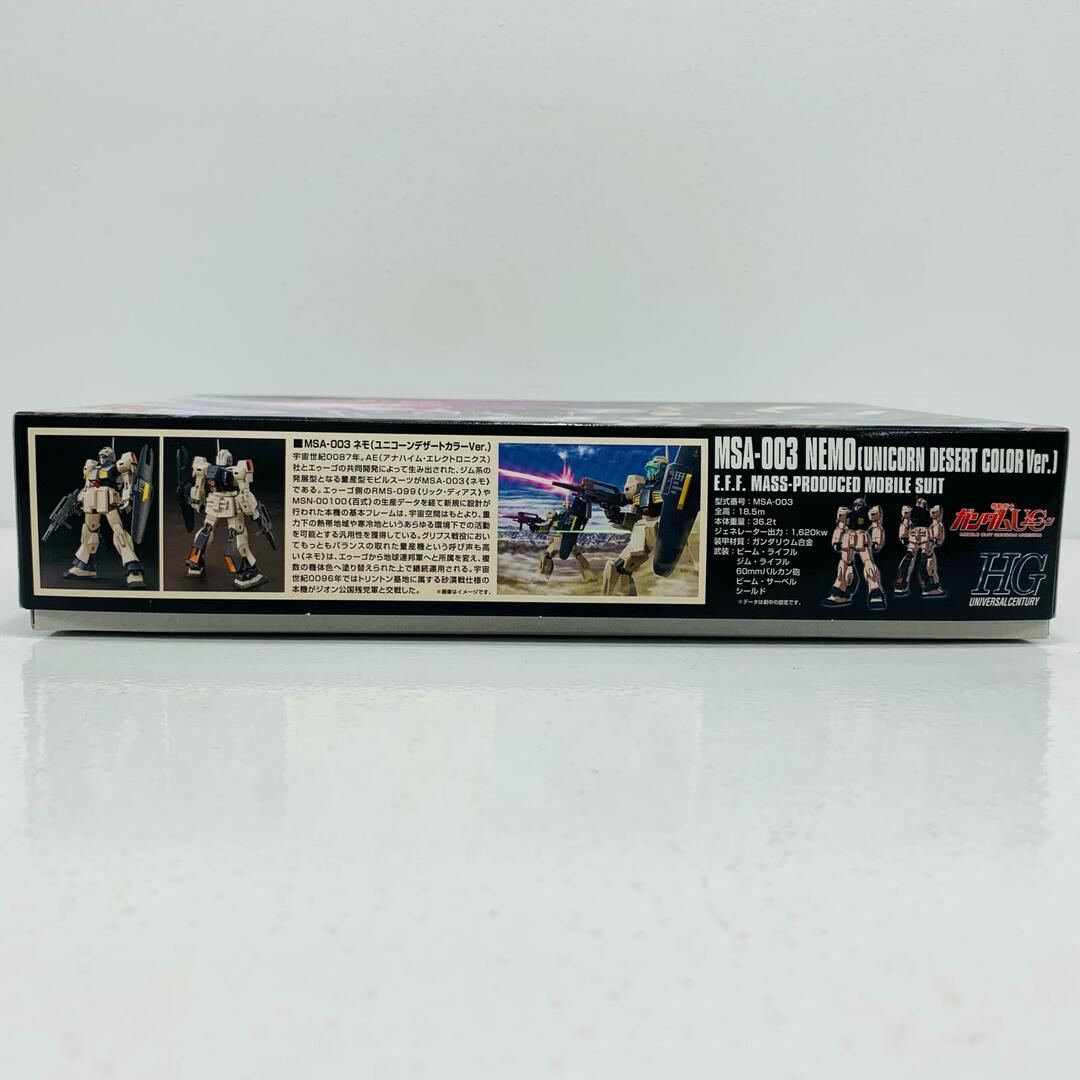 ■MSA-003 ネモ(ユニコーンデザートカラーVer.)
宇宙世紀0087年。AE(アナハイム・エレクトロニクス)
社とエゥーゴの共同開発によって生み出された、ジム系の
発展型となる量産型モビルスーツがMSA-003《ネモ》
である。エゥーゴ側のRMS-099《リック・ディアス》や
MSN-00100《百式》の生産データを経て新規に設計が
行われた本機の基本フレームは、宇宙空間はもとより、重
力下の熱帯地域や寒冷地というあらゆる環境下での活動
を可能とする汎用性を獲得している。グリプス戦役におい
てもっともバランスの取れた量産機という呼び声も高
い《ネモ》は、エゥーゴから地球連邦軍へと所属を変え、複
数の機体色へ塗り替えられた上で継続運用される。宇宙
世紀0096年ではトリントン基地に属する砂漠戦仕様の
本機がジオン公国残党軍と交戦した。
※画像はイメージです。
EFF
MSA-003 NEMO(UNICORN DESERT COLOR Ver.)
E.F.F. MASS-PRODUCED MOBILE SUIT
型式番号:MSA-003
全高:18.5m
本体重量:36.2t
ジェネレーター出力:1,620kw
装甲材質:ガンダリウム合金
武装:ビーム・ライフル
ジム・ライフル
60mmバルカン砲
ビーム・サーベル
シールド
※データは劇中の設定です。
機動戦士
ガンダムUC ユニコーン
MOBILE SUIT GUNDAM UNICORN
HG
UNIVERSAL CENTURY